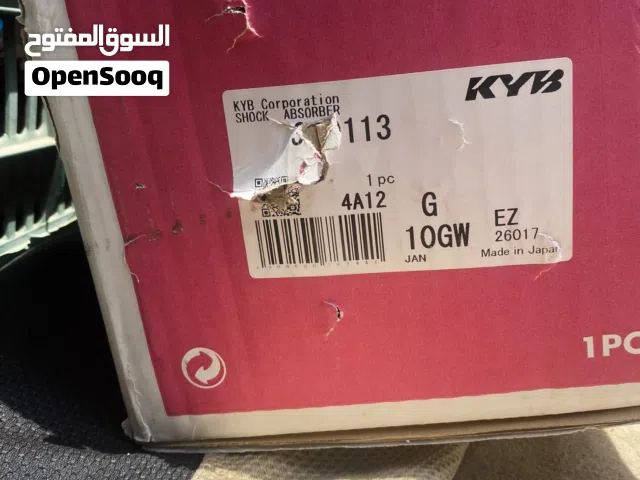 السوق المفتوح
OpenSooq
KYB
KYB Corporation
SHOCK ABSORBER
113
1 pc
4A12
G
10GW
JAN
EZ
26017
Made in Japan
1PC